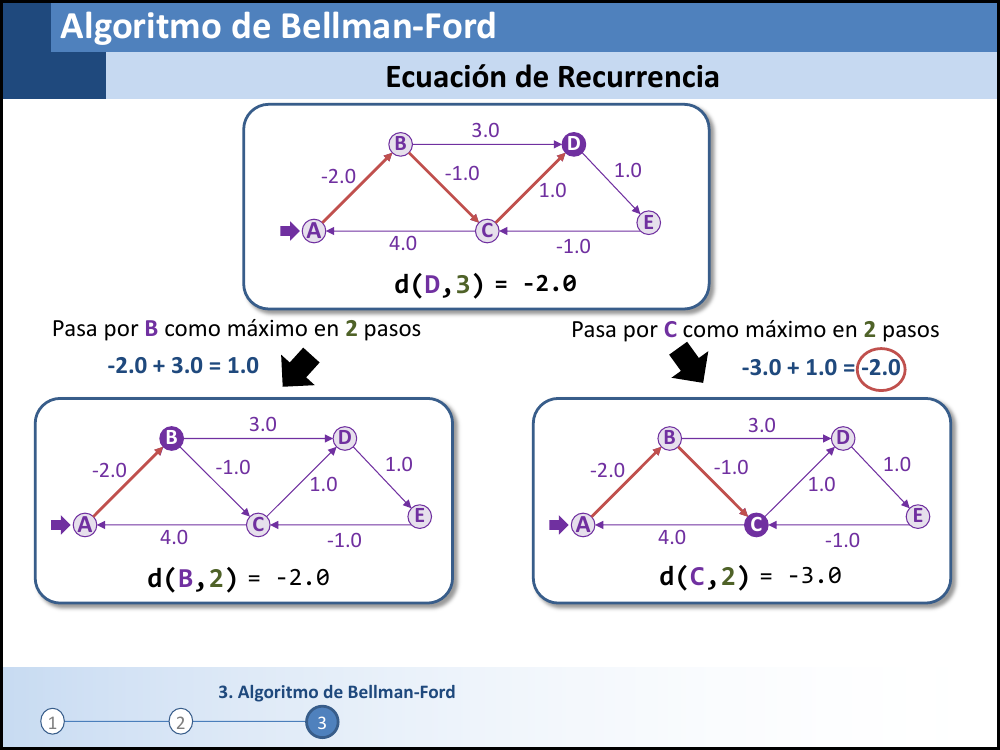 Algoritmo de Bellman-Ford
Ecuación de Recurrencia
B
3.0
D
-2.0
-1.0
1.0
1.0
A
4.0
C
-1.0
E
d(D,3) = -2.0
Pasa por B como máximo en 2 pasos
-2.0 + 3.0 = 1.0
Pasa por C como máximo en 2 pasos
-3.0 + 1.0 = -2.0
B
3.0
D
-2.0
-1.0
1.0
1.0
A
4.0
C
-1.0
E
d(B,2) = -2.0
B
3.0
D
-2.0
-1.0
1.0
1.0
A
4.0
C
-1.0
E
d(C,2) = -3.0
3. Algoritmo de Bellman-Ford
1
2
3